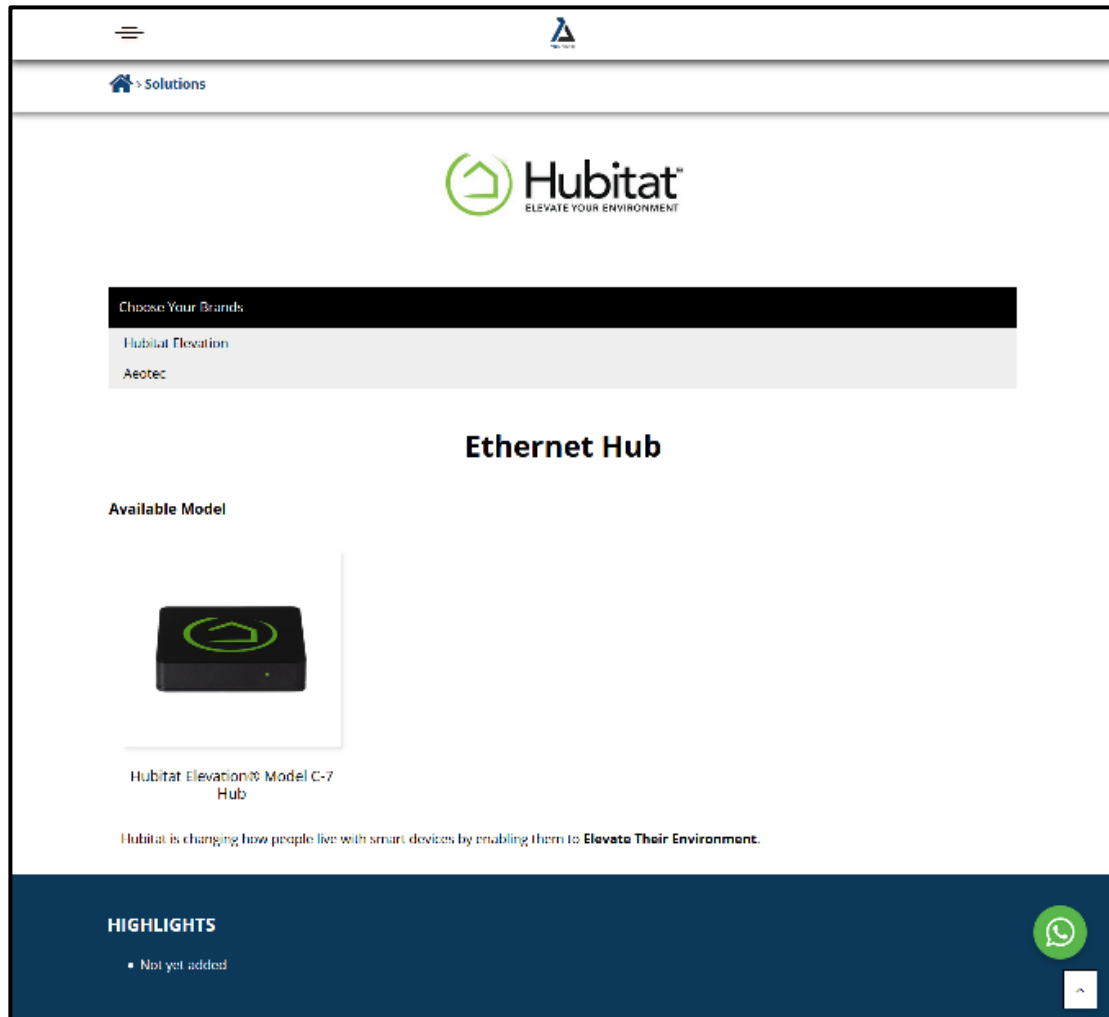 > Solutions
Hubitat®
ELEVATE YOUR ENVIRONMENT
Choose Your Brands
Hubitat Elevation
Aeotec
Ethernet Hub
Available Model
Hubitat Elevation® Model C-7
Hub
Hubitat is changing how people live with smart devices by enabling them to Elevate Their Environment.
HIGHLIGHTS
• Not yet added